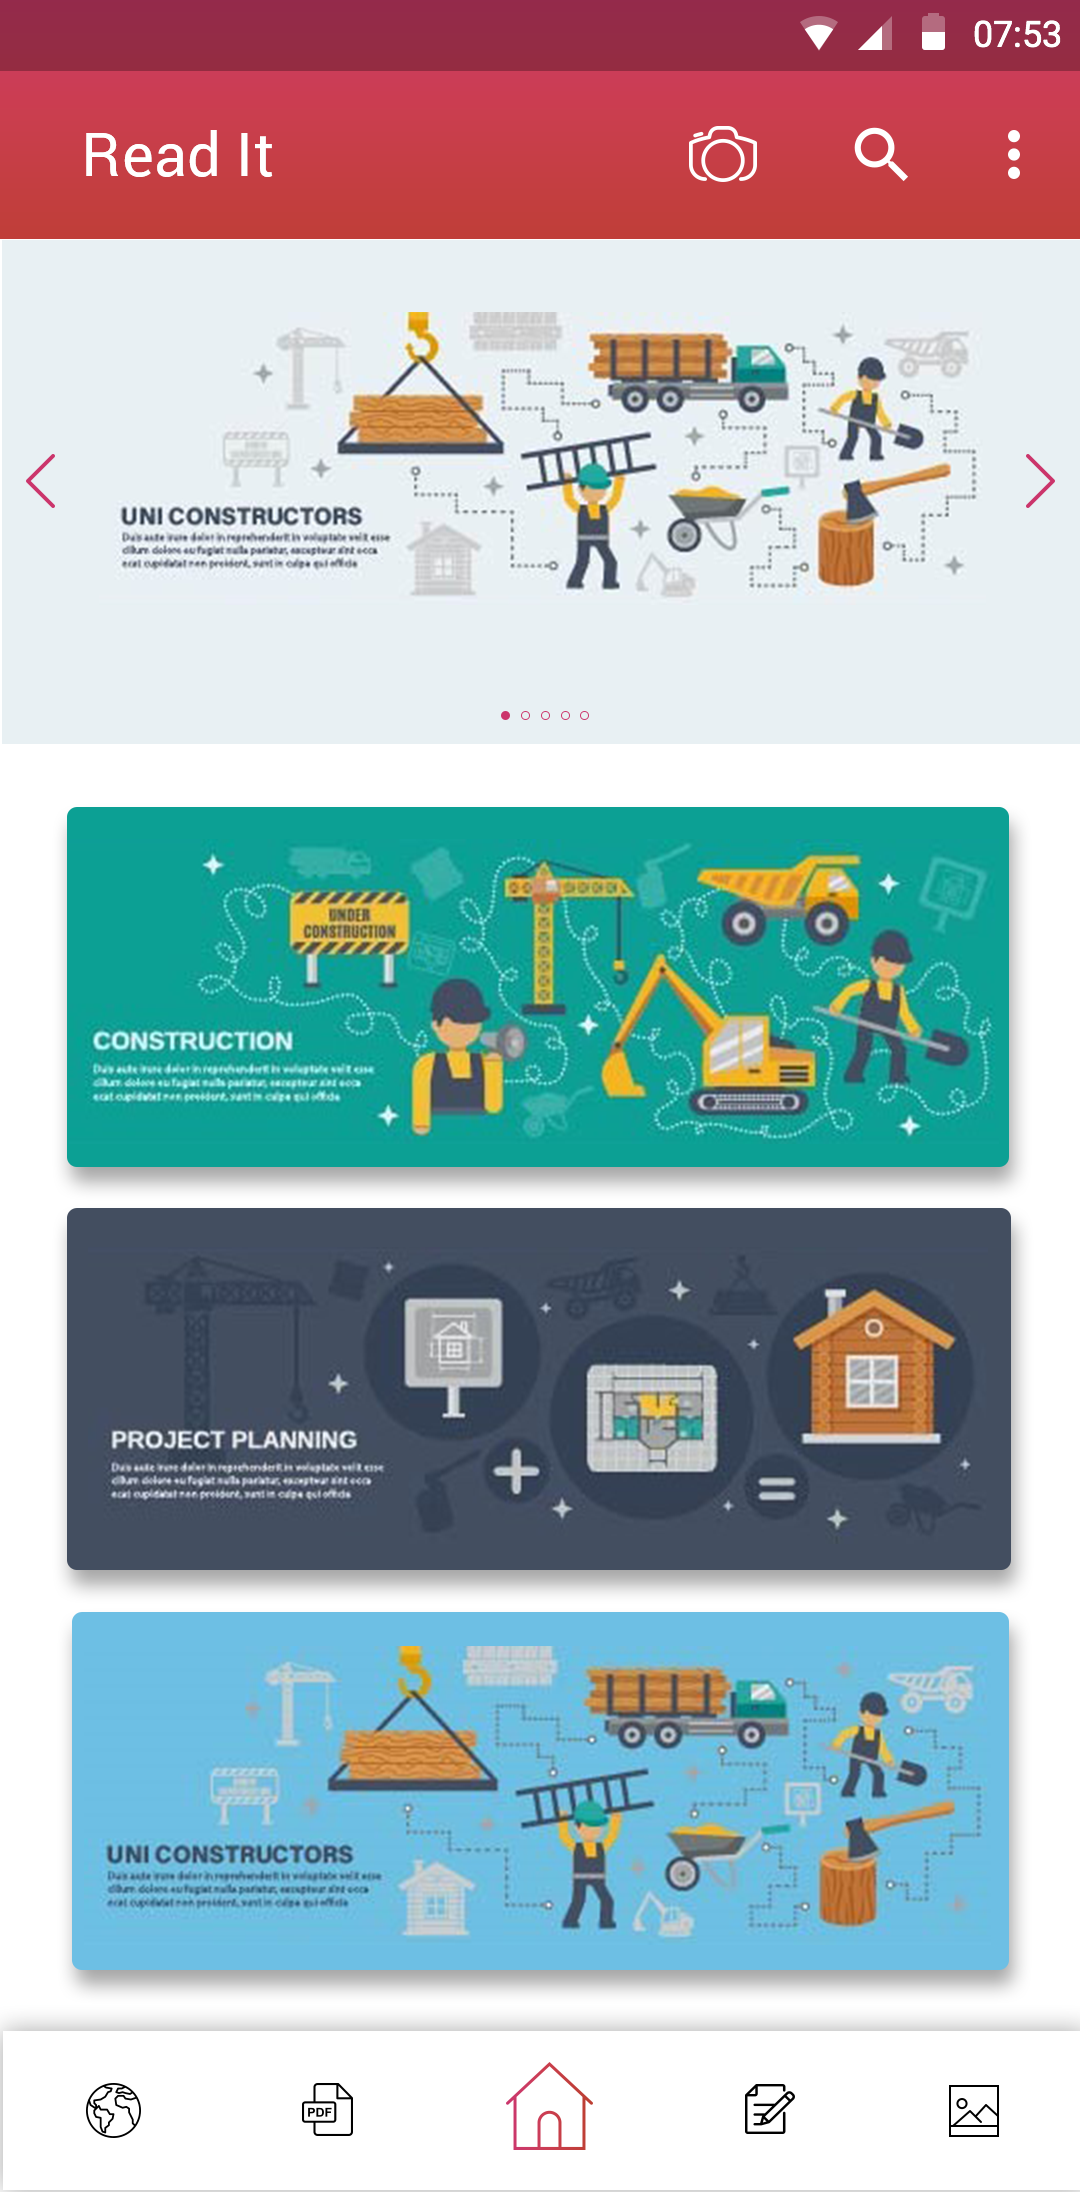 07:53
Read It
UNI CONSTRUCTORS
Duis aute irure dolor in reprehenderit in voluptate velit esse
cillum dolore eu fugiat nulla pariatur, excepteur sint occa
ecat cupidatat non proident, sunt in culpa qui officia
UNDER
CONSTRUCTION
CONSTRUCTION
Duis aute irure dolor in reprehenderit in voluptate velit esse
cillum dolore eu fugiat nulla pariatur, excepteur sint occa
ecat cupidatat non proident, sunt in culpa qui officia
PROJECT PLANNING
Duis aute irure dolor in reprehenderit in voluptate velit esse
cillum dolore eu fugiat nulla pariatur, excepteur sint occa
ecat cupidatat non proident, sunt in culpa qui officia
UNI CONSTRUCTORS
Duis aute irure dolor in reprehenderit in voluptate velit esse
cillum dolore eu fugiat nulla pariatur, excepteur sint occa
ecat cupidatat non proident, sunt in culpa qui officia
PDF